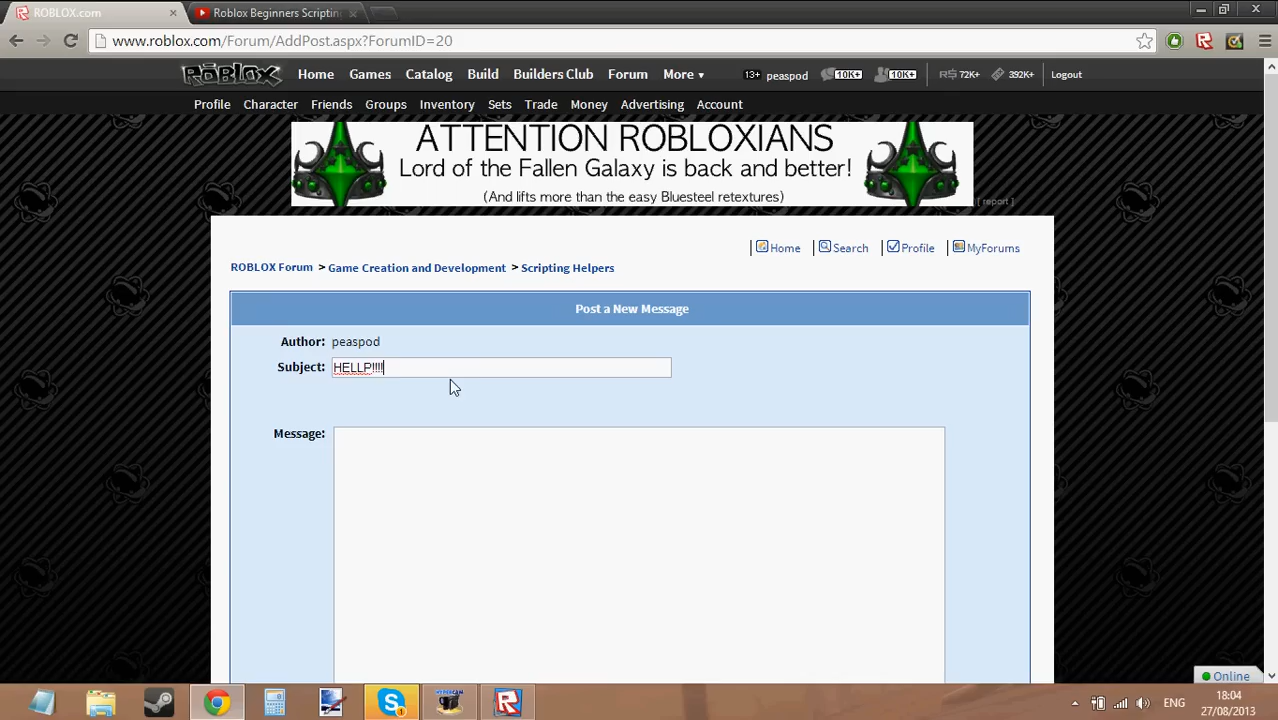 ROBLOX.com
Roblox Beginners Scriptin
www.roblox.com/Forum/AddPost.aspx?ForumID=20
ROBLOX Home Games Catalog Build Builders Club Forum More 13+ peaspod 10K+ 10K+ R$ 72K+ 392K+ Logout
Profile Character Friends Groups Inventory Sets Trade Money Advertising Account
ATTENTION ROBLOXIANS
Lord of the Fallen Galaxy is back and better!
(And lifts more than the easy Bluesteel retextures)
[ report ]
Home Search Profile MyForums
ROBLOX Forum > Game Creation and Development > Scripting Helpers
Post a New Message
Author: peaspod
Subject: HELLP!!!!
Message:
Online
18:04
ENG
27/08/2013